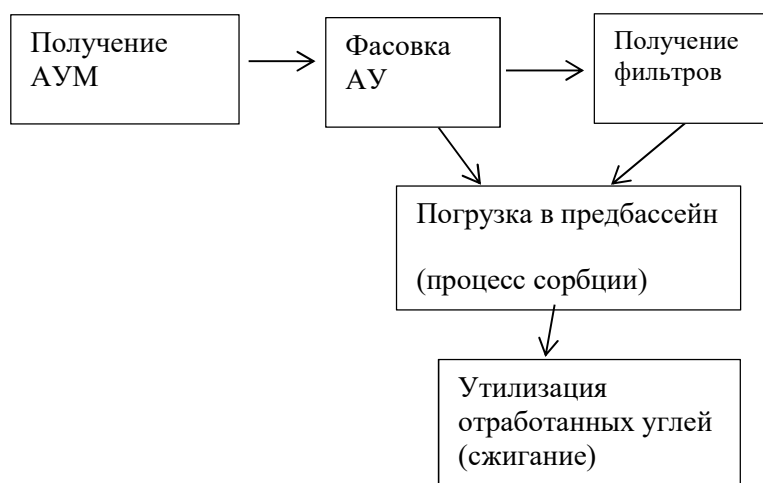 Получение
АУМ
Фасовка
АУ
Получение
фильтров
Погрузка в предбассейн
(процесс сорбции)
Утилизация
отработанных углей
(сжигание)